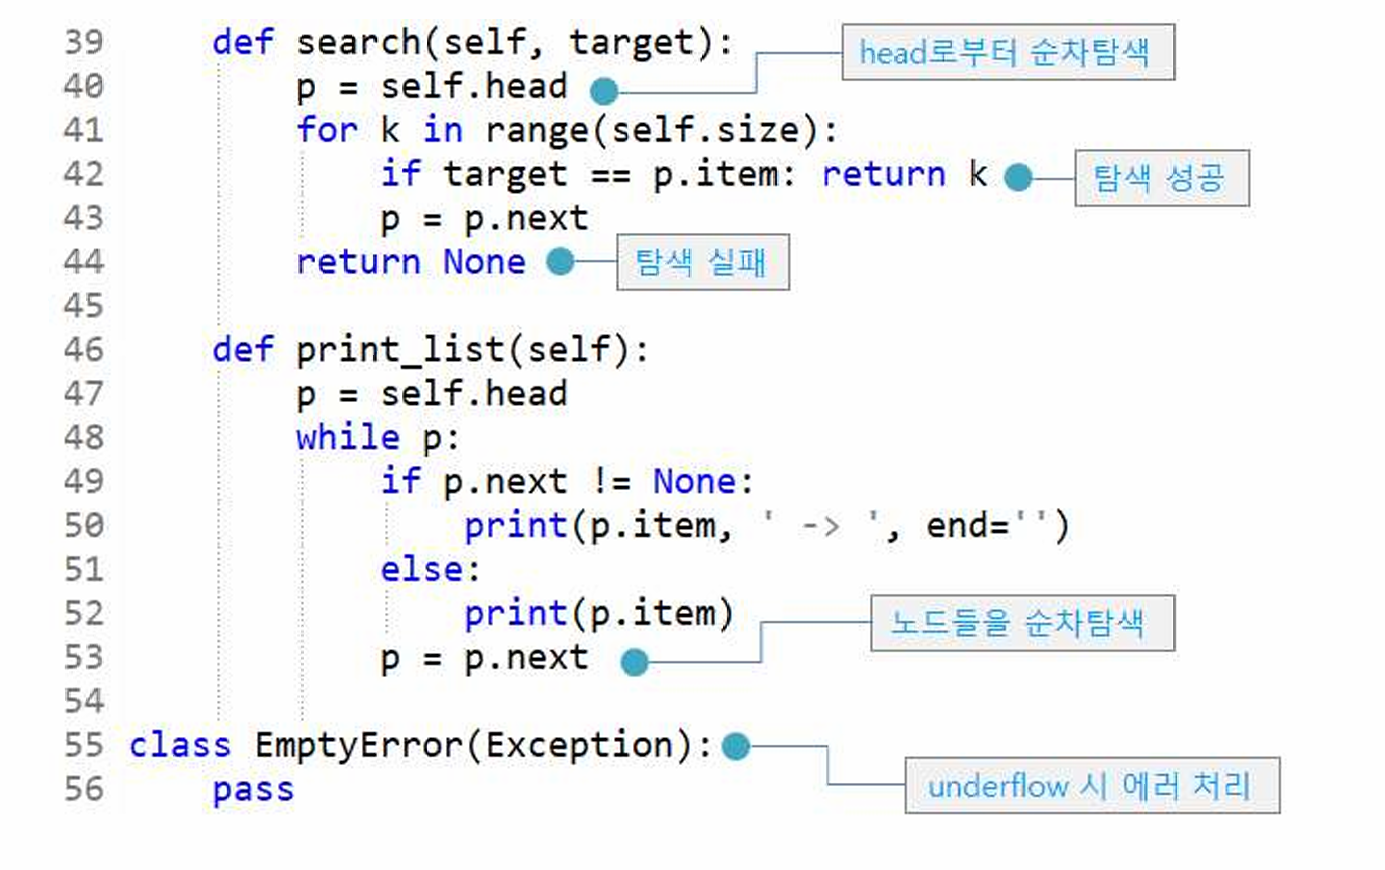 39 def search(self, target): head로부터 순차탐색
40 p = self.head
41 for k in range(self.size):
42 if target == p.item: return k 탐색 성공
43 p = p.next
44 return None 탐색 실패
45
46 def print_list(self):
47 p = self.head
48 while p:
49 if p.next != None:
50 print(p.item, ' -> ', end='')
51 else:
52 print(p.item) 노드들을 순차탐색
53 p = p.next
54
55 class EmptyError(Exception):
56 pass underflow 시 에러 처리